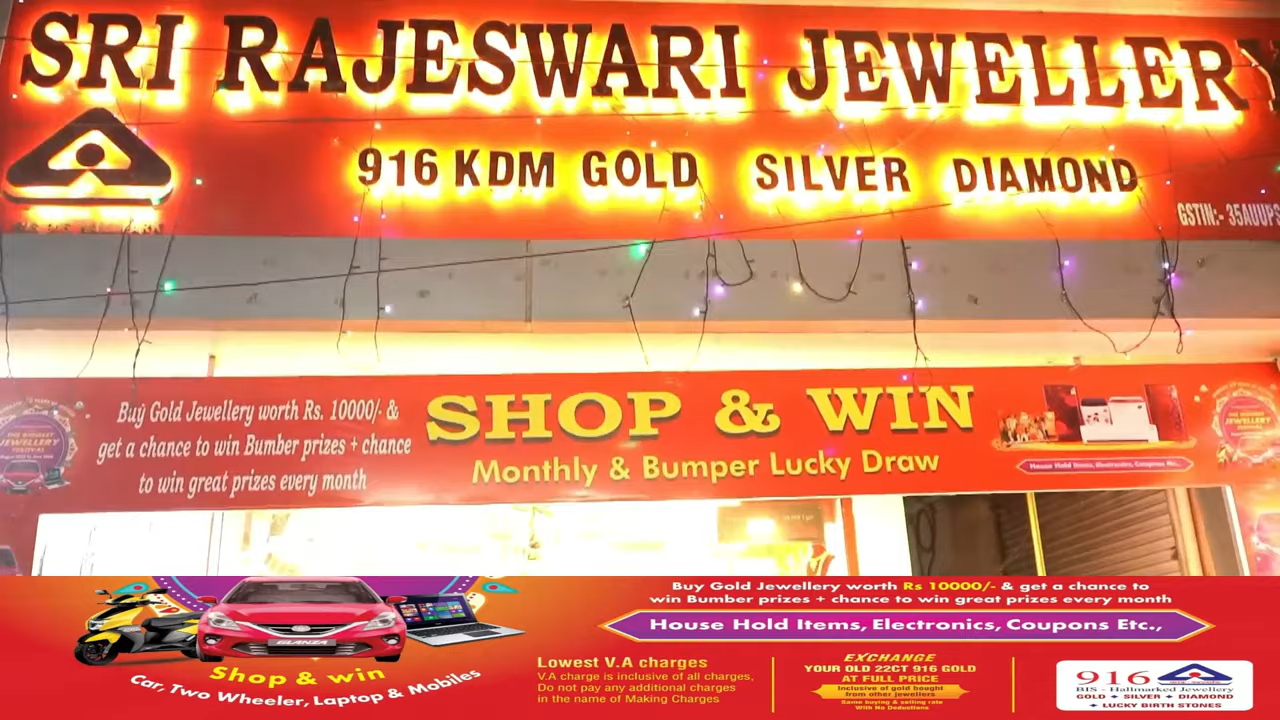 SRI RAJESWARI JEWELLERY
916 KDM GOLD SILVER DIAMOND
GSTIN:- 35AUUPS
Buy Gold Jewellery worth Rs. 10000/- &
get a chance to win Bumber prizes + chance
to win great prizes every month
SHOP & WIN
Monthly & Bumper Lucky Draw
House Hold Items, Electronics, Coupons Etc..
JEWELLERY
JEWELLERY
GLANZA
Shop & win
Car, Two Wheeler, Laptop & Mobiles
Buy Gold Jewellery worth Rs 10000/- & get a chance to
win Bumber prizes + chance to win great prizes every month
House Hold Items, Electronics, Coupons Etc.,
Lowest V.A charges
V.A charge is inclusive of all charges,
Do not pay any additional charges
in the name of Making Charges
EXCHANGE
YOUR OLD 22CT 916 GOLD
AT FULL PRICE
Inclusive of gold bought
from other jewellers
Same buying & selling rate
With No Deductions
916
BIS - Hallmarked Jewellery
GOLD ✦ SILVER ✦ DIAMOND
✦ LUCKY BIRTH STONES